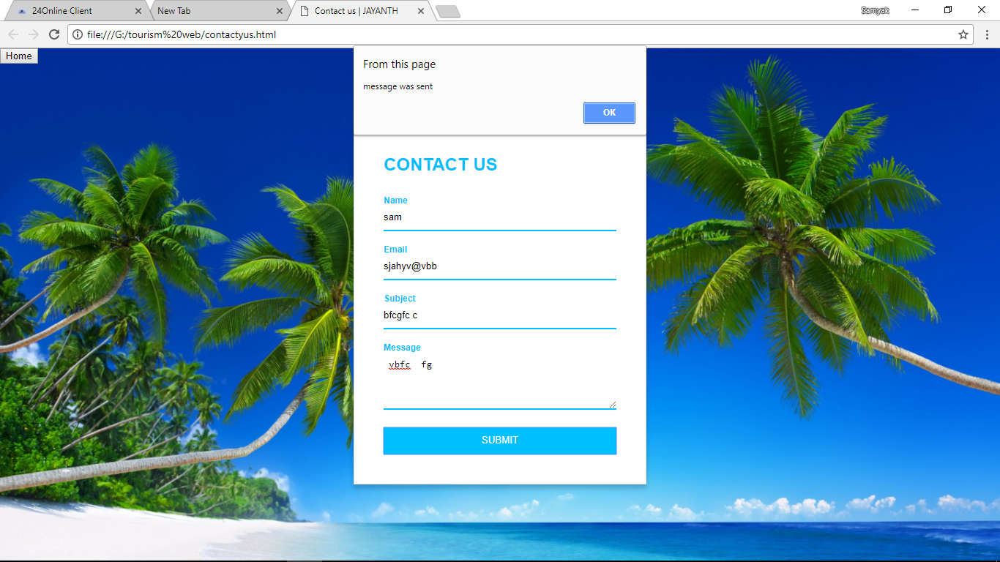 24Online Client
New Tab
Contact us | JAYANTH
Samyak
file:///G:/tourism%20web/contactyus.html
Home
From this page
message was sent
OK
CONTACT US
Name
sam
Email
sjahyv@vbb
Subject
bfcgfc c
Message
vbfc fg
SUBMIT